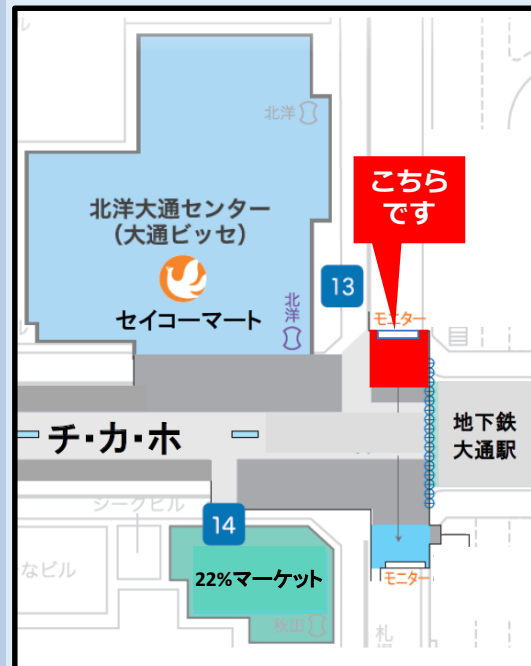 北洋
こちら
です
北洋大通センター
(大通ビッセ)
13
セイコーマート
北洋
モニター
チ・カ・ホ
地下鉄
大通駅
シークビル
14
なビル
22%マーケット
モニター
秋田
札